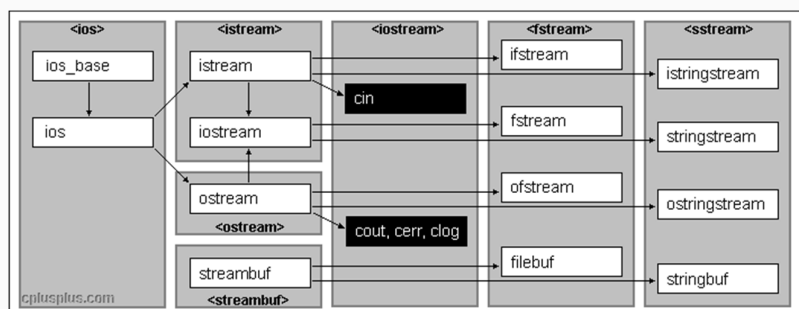 <ios>
ios_base
ios
<istream>
istream
iostream
ostream
<ostream>
streambuf
<streambuf>
<iostream>
cin
cout, cerr, clog
<fstream>
ifstream
fstream
ofstream
filebuf
<sstream>
istringstream
stringstream
ostringstream
stringbuf
cplusplus.com